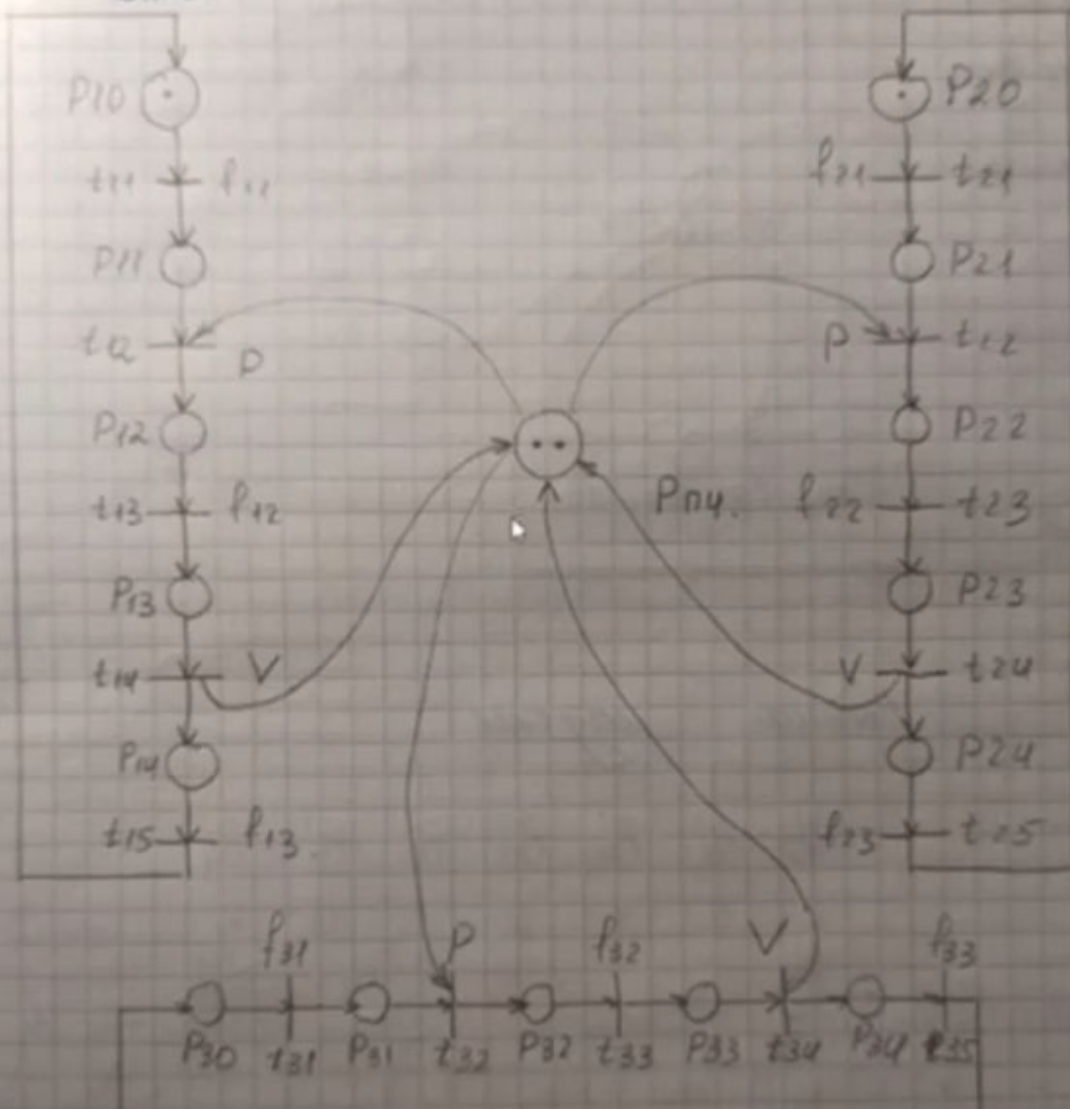 P10
P20
t11 f11
f21 t21
P11
P21
t12 P
P t22
P12
P22
t13 f12
Pпч.
f22 t23
P13
P23
t14 V
V t24
P14
P24
t15 f13
f23 t25
f31 P f32 V f33
P30 t31 P31 t32 P32 t33 P33 t34 P34 t35